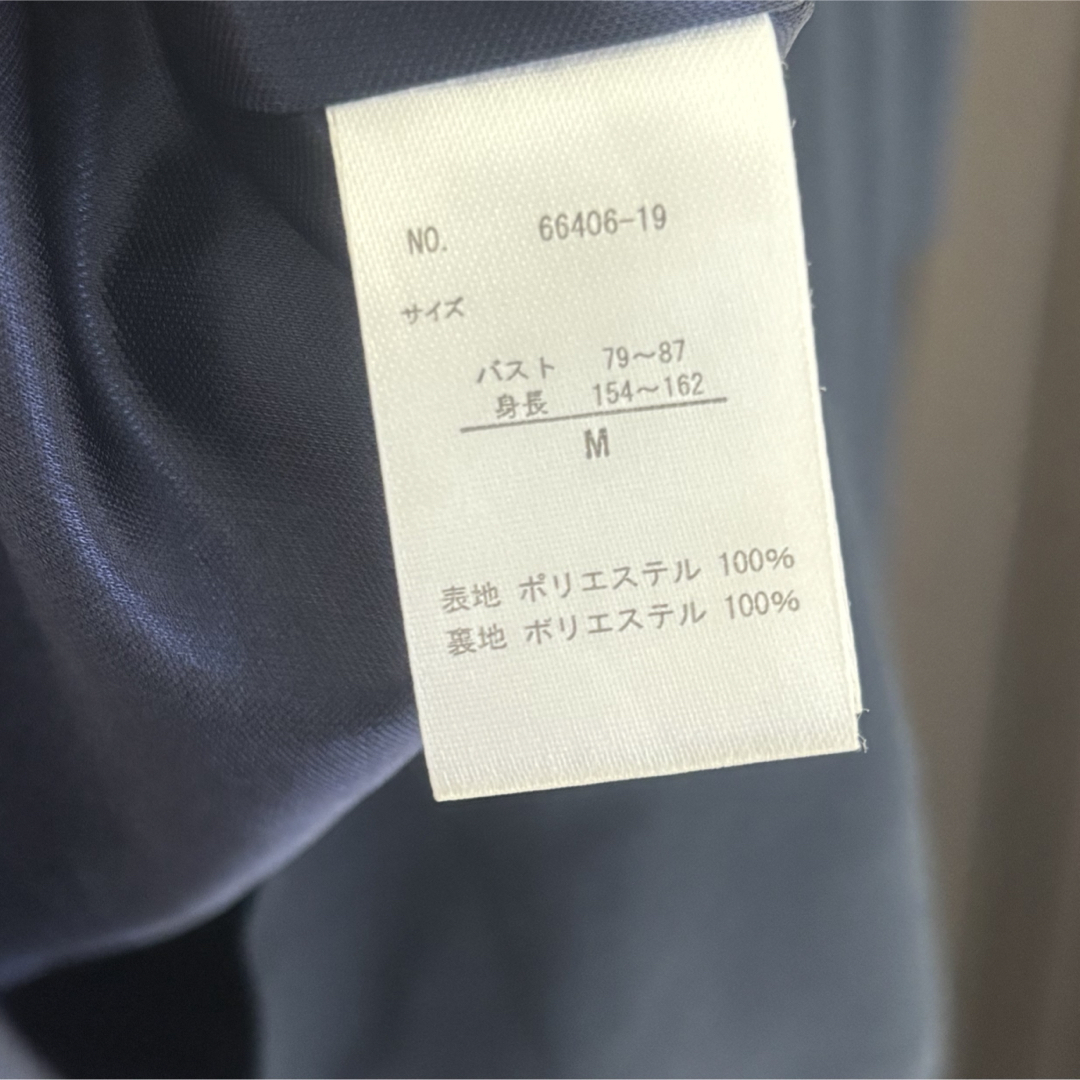 NO. 66406-19
サイズ
バスト 79～87
身長 154～162
M
表地 ポリエステル 100%
裏地 ポリエステル 100%